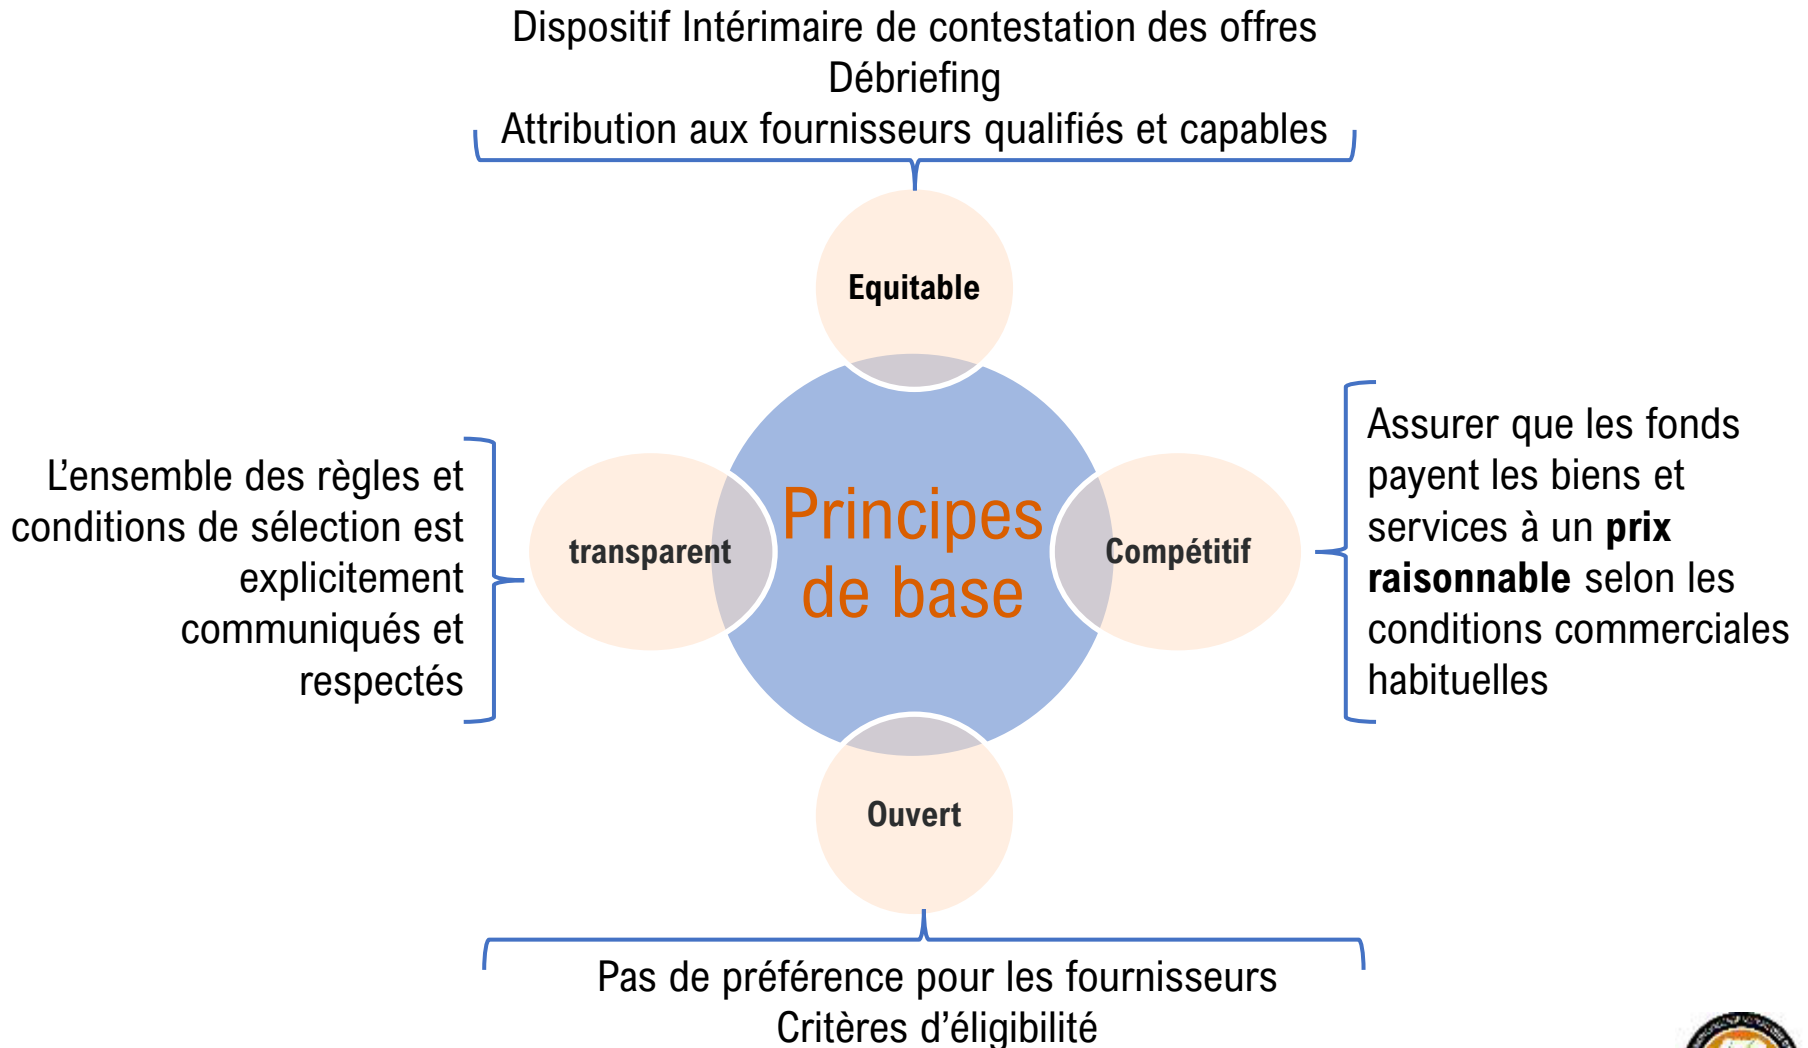 Dispositif Intérimaire de contestation des offres
Débriefing
Attribution aux fournisseurs qualifiés et capables
Equitable
L'ensemble des règles et
conditions de sélection est
explicitement
communiqués et
respectés
transparent
Principes
de base
Compétitif
Assurer que les fonds
payent les biens et
services à un prix
raisonnable selon les
conditions commerciales
habituelles
Ouvert
Pas de préférence pour les fournisseurs
Critères d'éligibilité